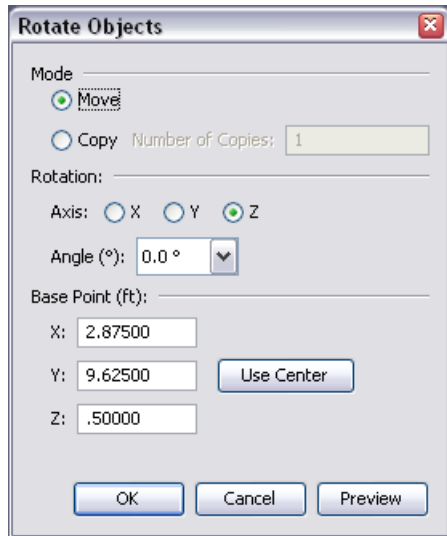 Rotate Objects
Mode
Move
Copy Number of Copies: 1
Rotation:
Axis: X Y Z
Angle (°): 0.0 °
Base Point (ft):
X: 2.87500
Y: 9.62500 Use Center
Z: .50000
OK Cancel Preview